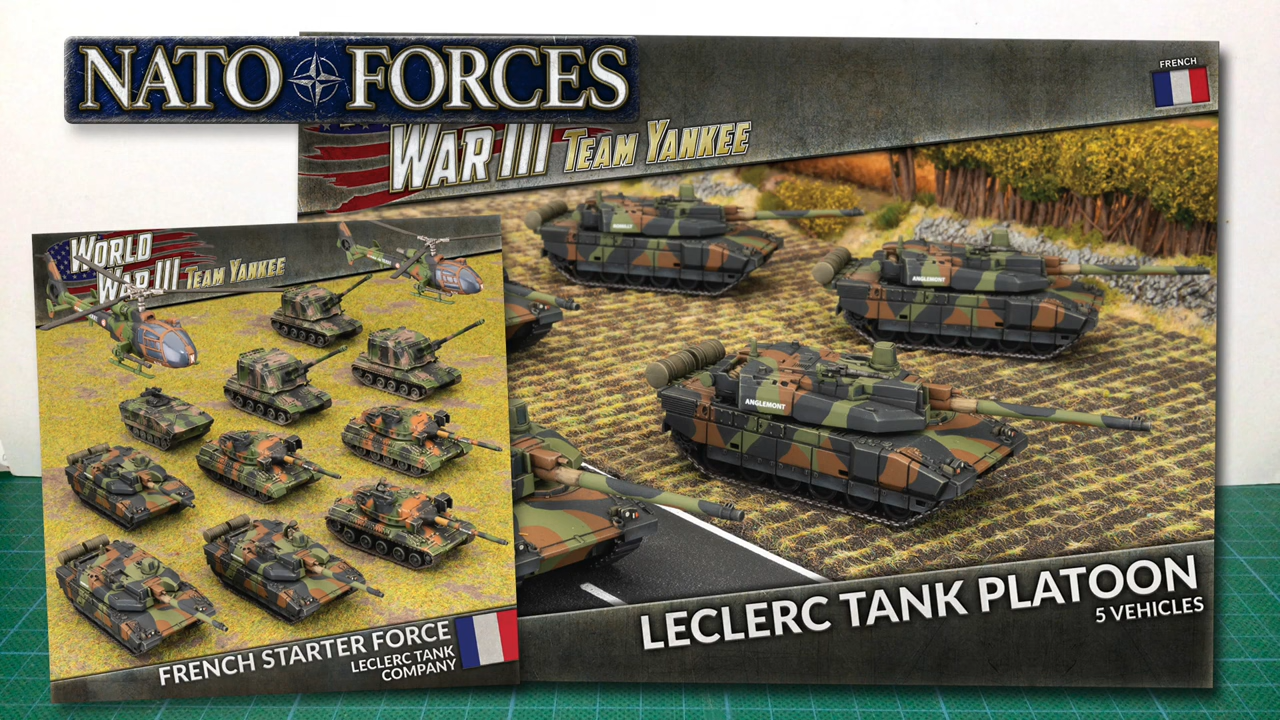 NATO FORCES
FRENCH
WAR III TEAM YANKEE
ANGLEMONT
ANGLEMONT
LECLERC TANK PLATOON
5 VEHICLES
WORLD
WAR III TEAM YANKEE
FRENCH STARTER FORCE
LECLERC TANK
COMPANY